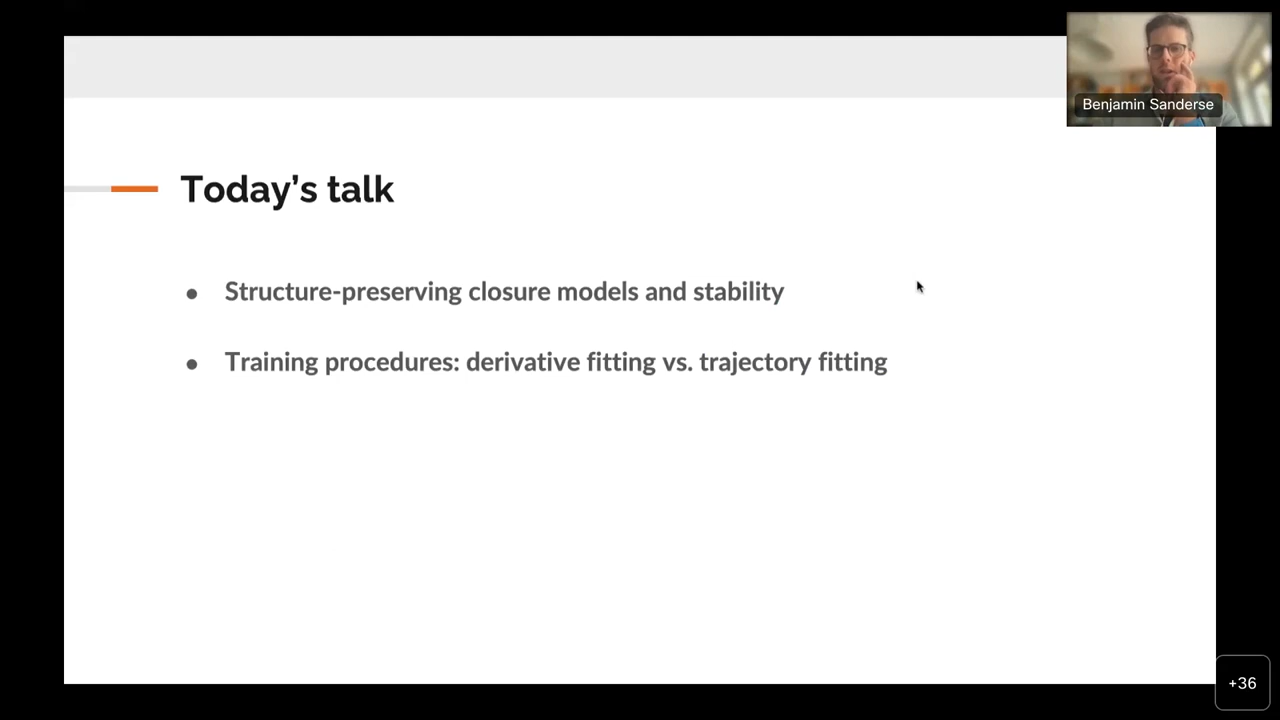 Benjamin Sanderse
Today's talk
● Structure-preserving closure models and stability
● Training procedures: derivative fitting vs. trajectory fitting
+36